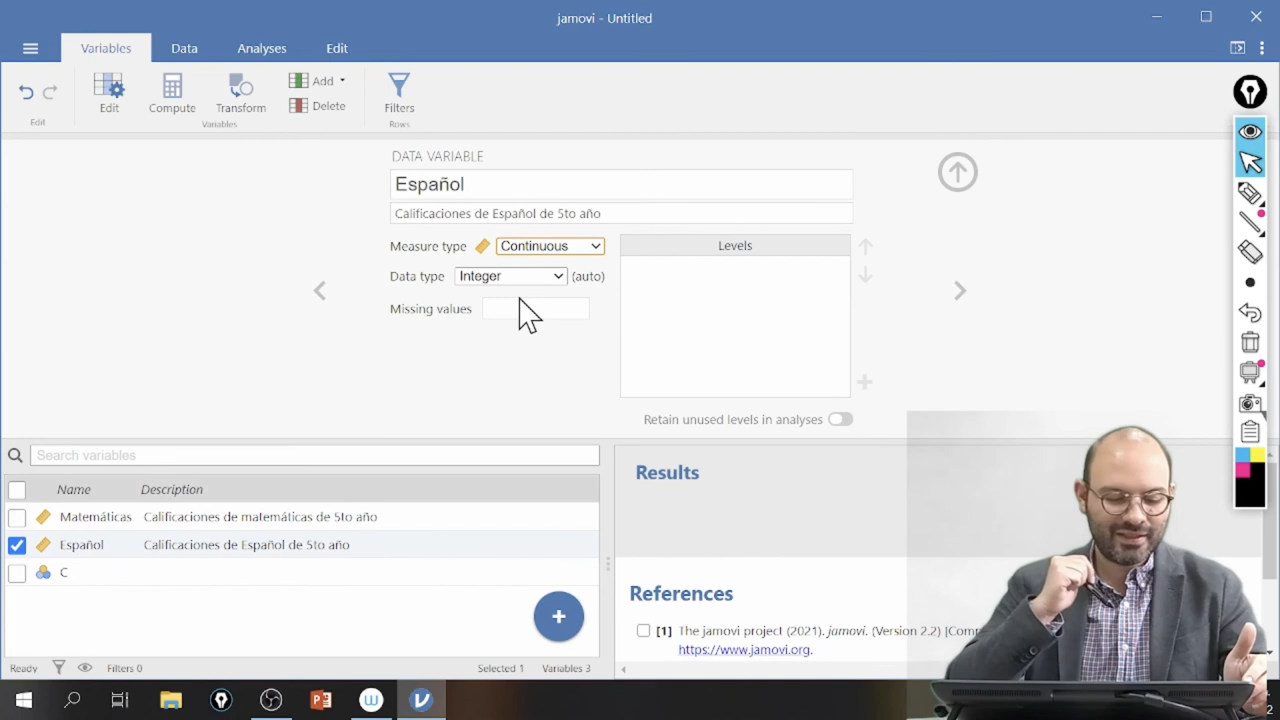 jamovi - Untitled
Variables Data Analyses Edit
Edit Compute Transform Add Delete Filters
Edit Variables Rows
DATA VARIABLE
Español
Calificaciones de Español de 5to año
Measure type Continuous Levels
Data type Integer (auto)
Missing values
Retain unused levels in analyses
Search variables
Name Description
Matemáticas Calificaciones de matemáticas de 5to año
Español Calificaciones de Español de 5to año
C
Ready Filters 0 Selected 1 Variables 3
Results
References
[1] The jamovi project (2021). jamovi. (Version 2.2)
https://www.jamovi.org.